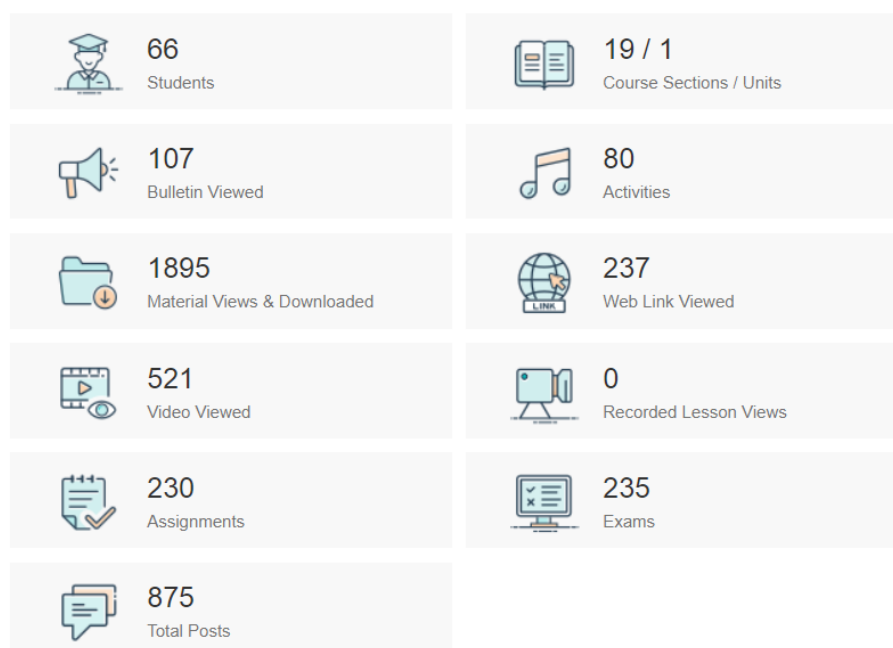 66
Students
19 / 1
Course Sections / Units
107
Bulletin Viewed
80
Activities
1895
Material Views & Downloaded
237
Web Link Viewed
LINK
521
Video Viewed
0
Recorded Lesson Views
230
Assignments
235
Exams
875
Total Posts